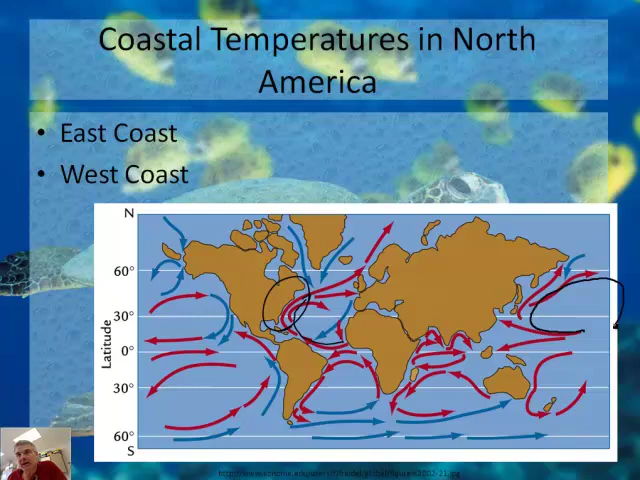 Coastal Temperatures in North
America
• East Coast
• West Coast
N
60°
30°
Latitude
0°
30°
60°
S